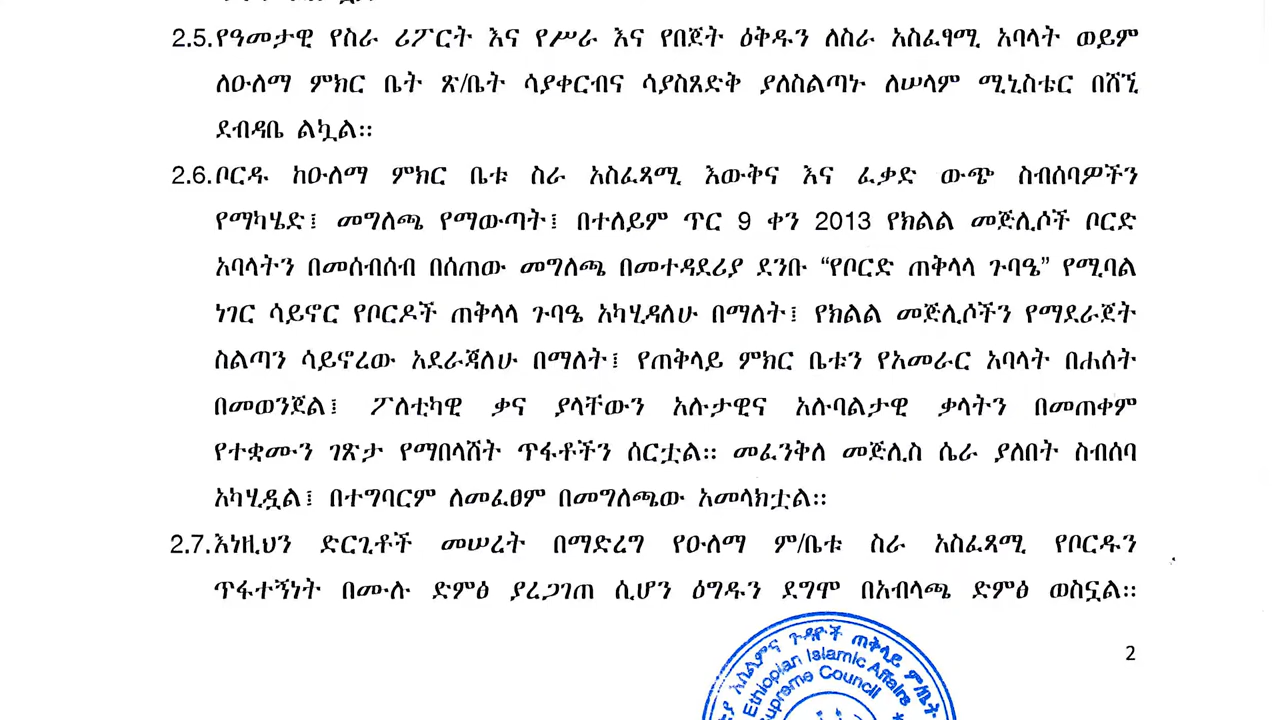 2.5. የዓመታዊ የስራ ሪፖርት እና የሥራ እና የበጀት ዕቅዱን ለስራ አስፈፃሚ አባላት ወይም
ለዑለማ ምክር ቤት ጽ/ቤት ሳያቀርብና ሳያስጸድቅ ያለስልጣኑ ለሠላም ሚኒስቴር በሸኚ
ደብዳቤ ልኳል።
2.6. ቦርዱ ከዑለማ ምክር ቤቱ ስራ አስፈጻሚ እውቅና እና ፈቃድ ውጭ ስብሰባዎችን
የማካሄድ፤ መግለጫ የማውጣት፤ በተለይም ጥር 9 ቀን 2013 የክልል መጅሊሶች ቦርድ
አባላትን በመሰብሰብ በሰጠው መግለጫ በመተዳደሪያ ደንቡ “የቦርድ ጠቅላላ ጉባዔ” የሚባል
ነገር ሳይኖር የቦርዶች ጠቅላላ ጉባዔ አካሂዳለሁ በማለት፤ የክልል መጅሊሶችን የማደራጀት
ስልጣን ሳይኖረው አደራጃለሁ በማለት፤ የጠቅላይ ምክር ቤቱን የአመራር አባላት በሐሰት
በመወንጀል፤ ፖለቲካዊ ቃና ያላቸውን አሉታዊና አሉባልታዊ ቃላትን በመጠቀም
የተቋሙን ገጽታ የማበላሸት ጥፋቶችን ሰርቷል። መፈንቅለ መጅሊስ ሴራ ያለበት ስብሰባ
አካሂዷል፤ በተግባርም ለመፈፀም በመግለጫው አመላክቷል።
2.7. እነዚህን ድርጊቶች መሠረት በማድረግ የዑለማ ም/ቤቱ ስራ አስፈጻሚ የቦርዱን
ጥፋተኝነት በሙሉ ድምፅ ያረጋገጠ ሲሆን ዕግዱን ደግሞ በአብላጫ ድምፅ ወስኗል።
እስልምና ጉዳዮች ጠቅላይ ም/ቤት
Ethiopian Islamic Affairs
Supreme Council
2